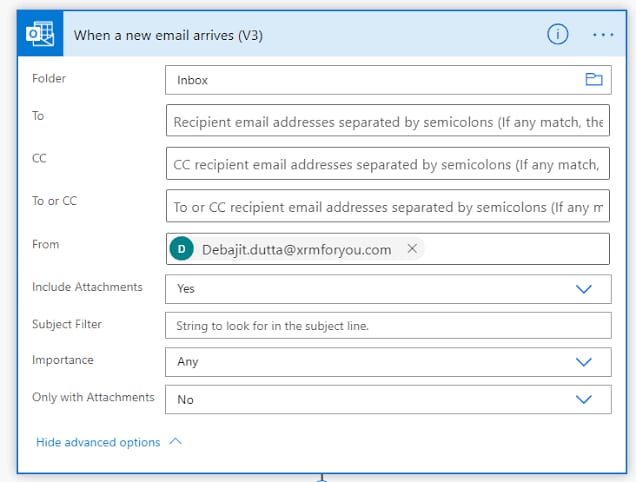 When a new email arrives (V3)
Folder
Inbox
To
Recipient email addresses separated by semicolons (If any match, the
CC
CC recipient email addresses separated by semicolons (If any match,
To or CC
To or CC recipient email addresses separated by semicolons (If any m
From
D Debajit.dutta@xrmforyou.com
Include Attachments
Yes
Subject Filter
String to look for in the subject line.
Importance
Any
Only with Attachments
No
Hide advanced options